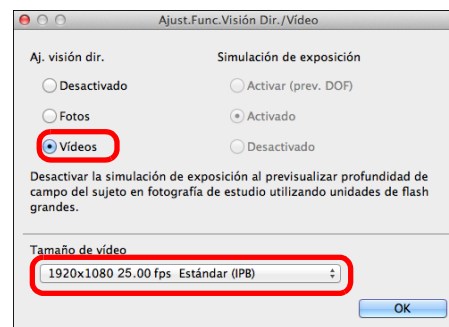 Ajust.Func.Visión Dir./Vídeo
Aj. visión dir.
Simulación de exposición
Desactivado
Activar (prev. DOF)
Fotos
Activado
Vídeos
Desactivado
Desactivar la simulación de exposición al previsualizar profundidad de
campo del sujeto en fotografía de estudio utilizando unidades de flash
grandes.
Tamaño de vídeo
1920x1080 25.00 fps Estándar (IPB)
OK